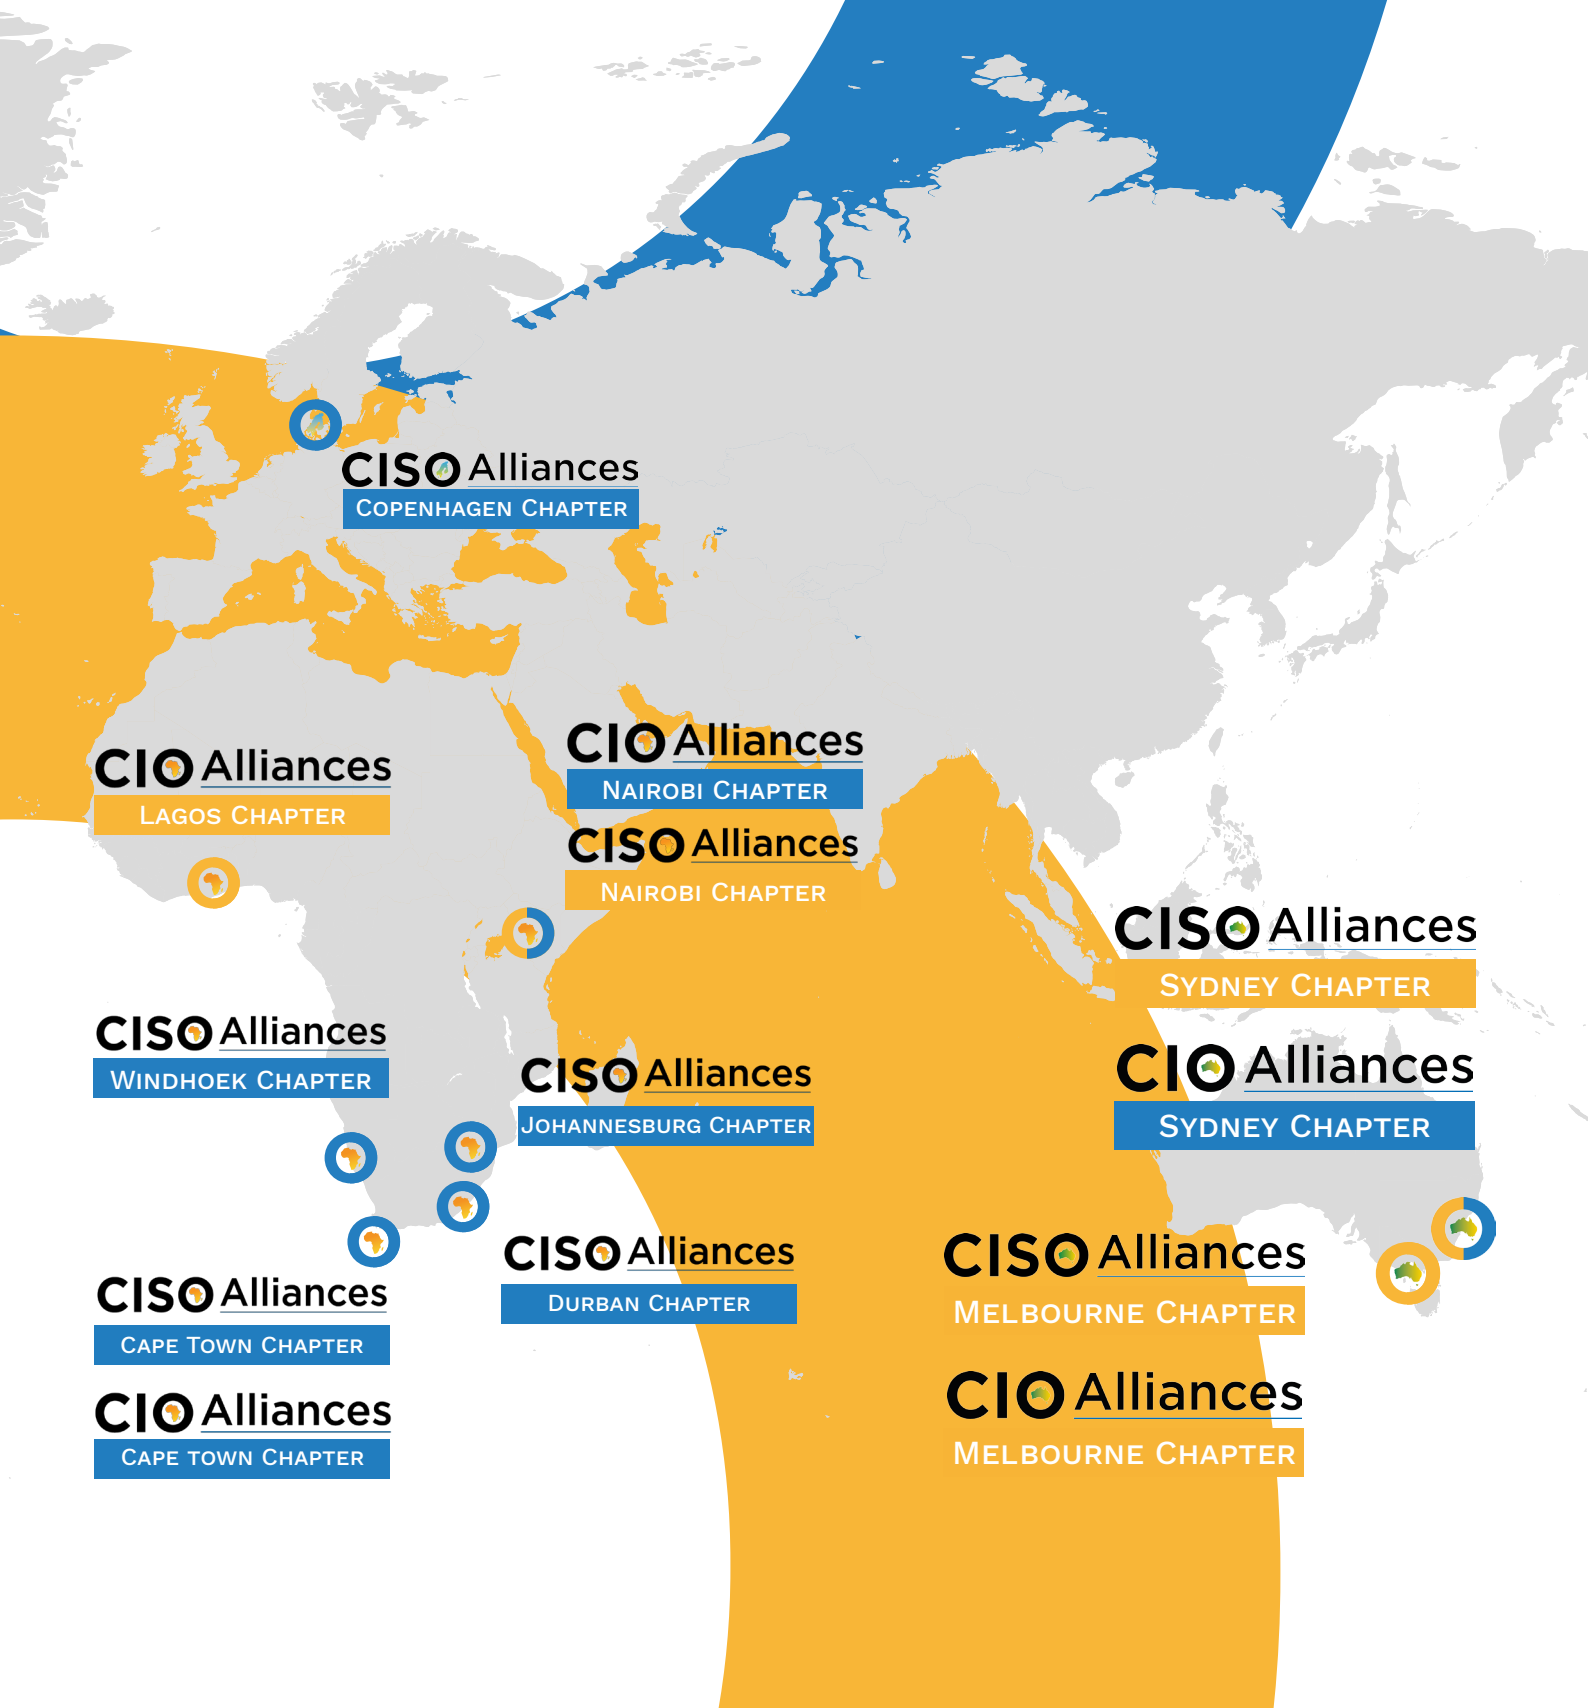 CISO Alliances
Copenhagen Chapter
CIO Alliances
Lagos Chapter
CIO Alliances
Nairobi Chapter
CISO Alliances
Nairobi Chapter
CISO Alliances
Sydney Chapter
CIO Alliances
Sydney Chapter
CISO Alliances
Windhoek Chapter
CISO Alliances
Johannesburg Chapter
CISO Alliances
Durban Chapter
CISO Alliances
Cape Town Chapter
CIO Alliances
Cape town Chapter
CISO Alliances
Melbourne Chapter
CIO Alliances
Melbourne Chapter